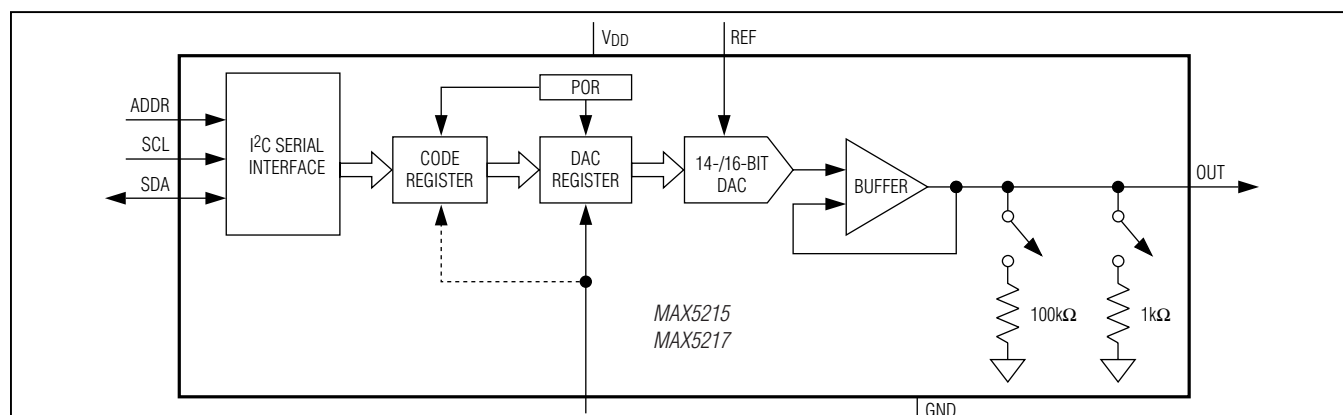 VDD
REF
POR
ADDR
SCL
SDA
I2C SERIAL
INTERFACE
CODE
REGISTER
DAC
REGISTER
14-/16-BIT
DAC
BUFFER
OUT
100kΩ
1kΩ
MAX5215
MAX5217
GND